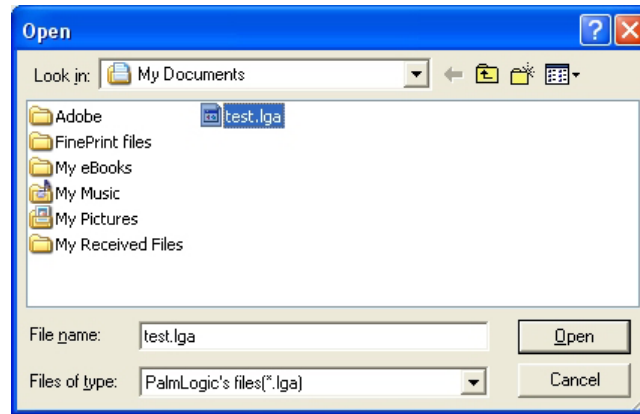 Open
Look in: My Documents
Adobe test.lga
FinePrint files
My eBooks
My Music
My Pictures
My Received Files
File name: test.lga Open
Files of type: PalmLogic's files(*.lga) Cancel